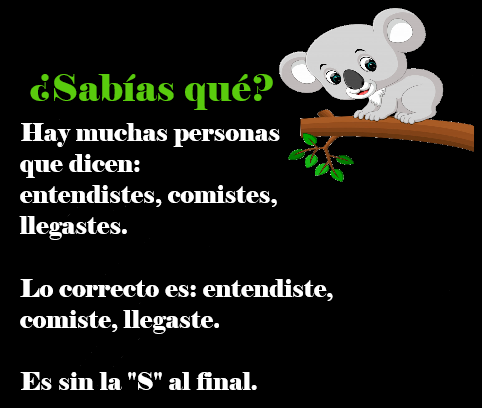 ¿Sabías qué?
Hay muchas personas
que dicen:
entendistes, comistes,
llegastes.
Lo correcto es: entendiste,
comiste, llegaste.
Es sin la "S" al final.